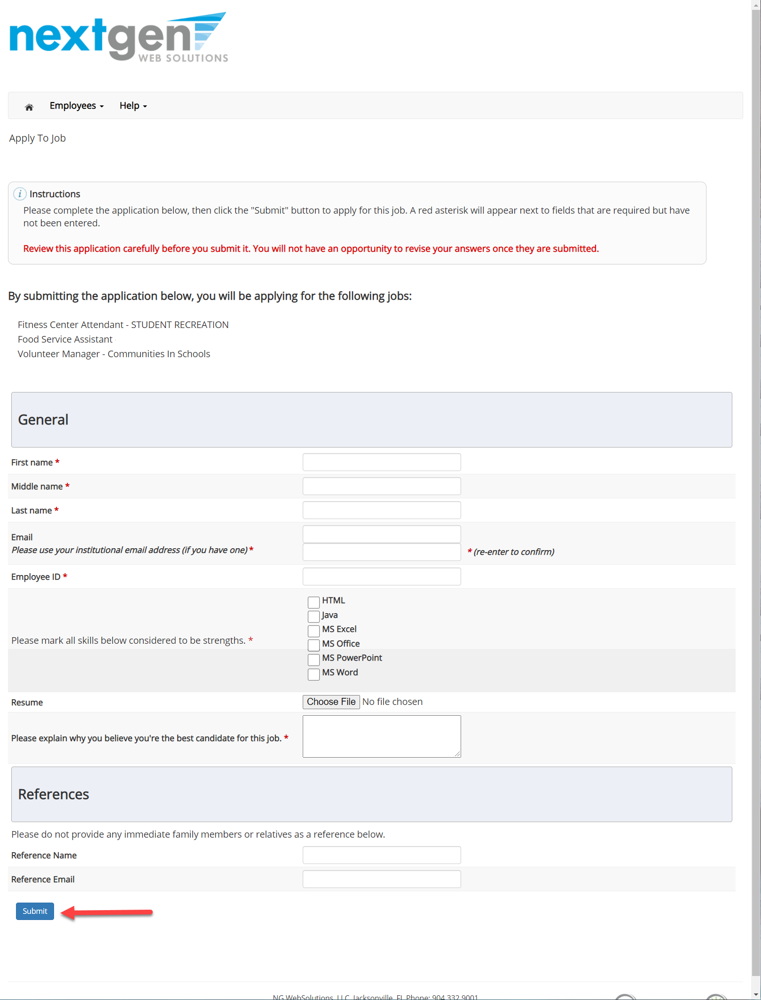 nextgen
WEB SOLUTIONS
Employees
Help
Apply To Job
i Instructions
Please complete the application below, then click the "Submit" button to apply for this job. A red asterisk will appear next to fields that are required but have
not been entered.
Review this application carefully before you submit it. You will not have an opportunity to revise your answers once they are submitted.
By submitting the application below, you will be applying for the following jobs:
Fitness Center Attendant - STUDENT RECREATION
Food Service Assistant
Volunteer Manager - Communities In Schools
General
First name *
Middle name *
Last name *
Email
Please use your institutional email address (if you have one) *
* (re-enter to confirm)
Employee ID *
Please mark all skills below considered to be strengths. *
HTML
Java
MS Excel
MS Office
MS PowerPoint
MS Word
Resume
Choose File No file chosen
Please explain why you believe you're the best candidate for this job. *
References
Please do not provide any immediate family members or relatives as a reference below.
Reference Name
Reference Email
Submit
NG WebSolutions, LLC Jacksonville, FL Phone: 904.332.9001